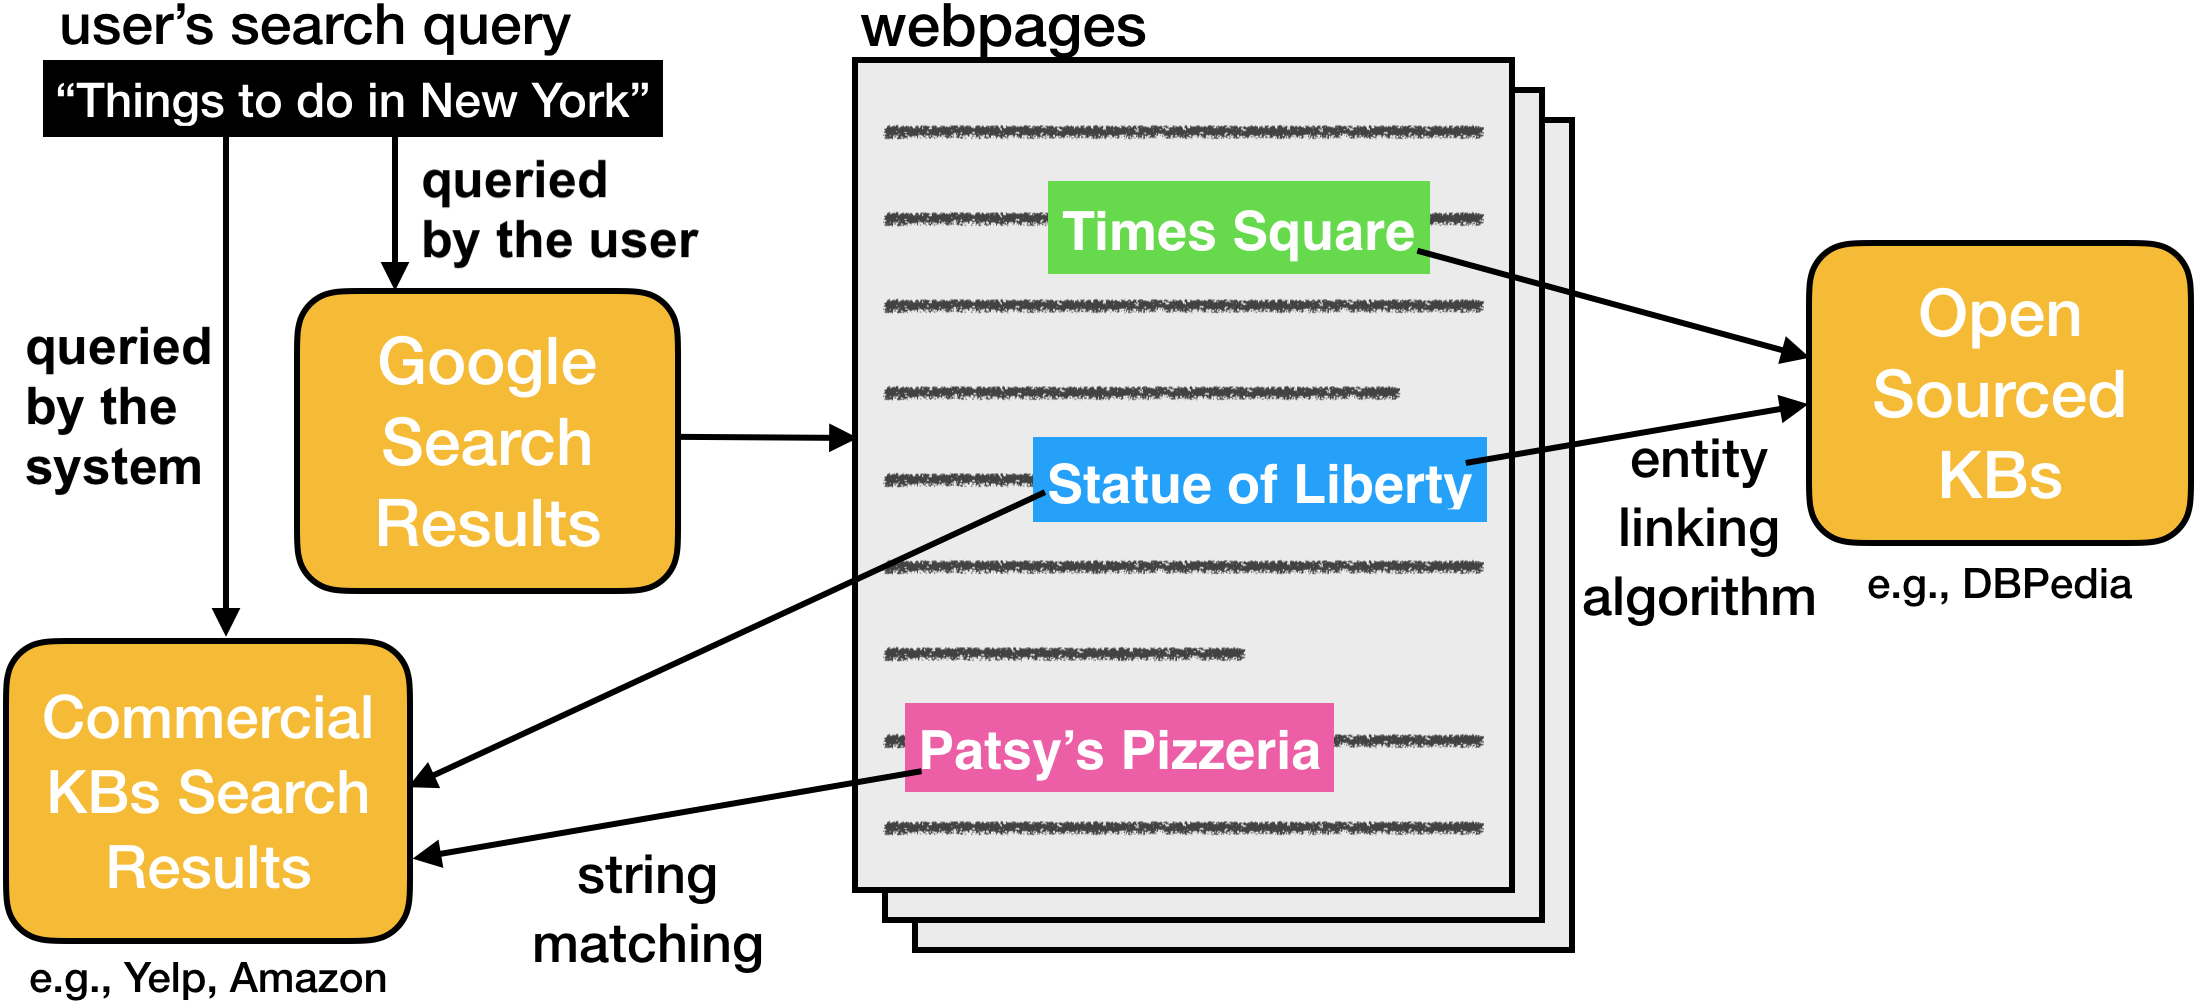 user’s search query
“Things to do in New York”
queried
by the user
queried
by the
system
Google
Search
Results
Commercial
KBs Search
Results
e.g., Yelp, Amazon
webpages
Times Square
Statue of Liberty
Patsy’s Pizzeria
string
matching
entity
linking
algorithm
Open
Sourced
KBs
e.g., DBPedia